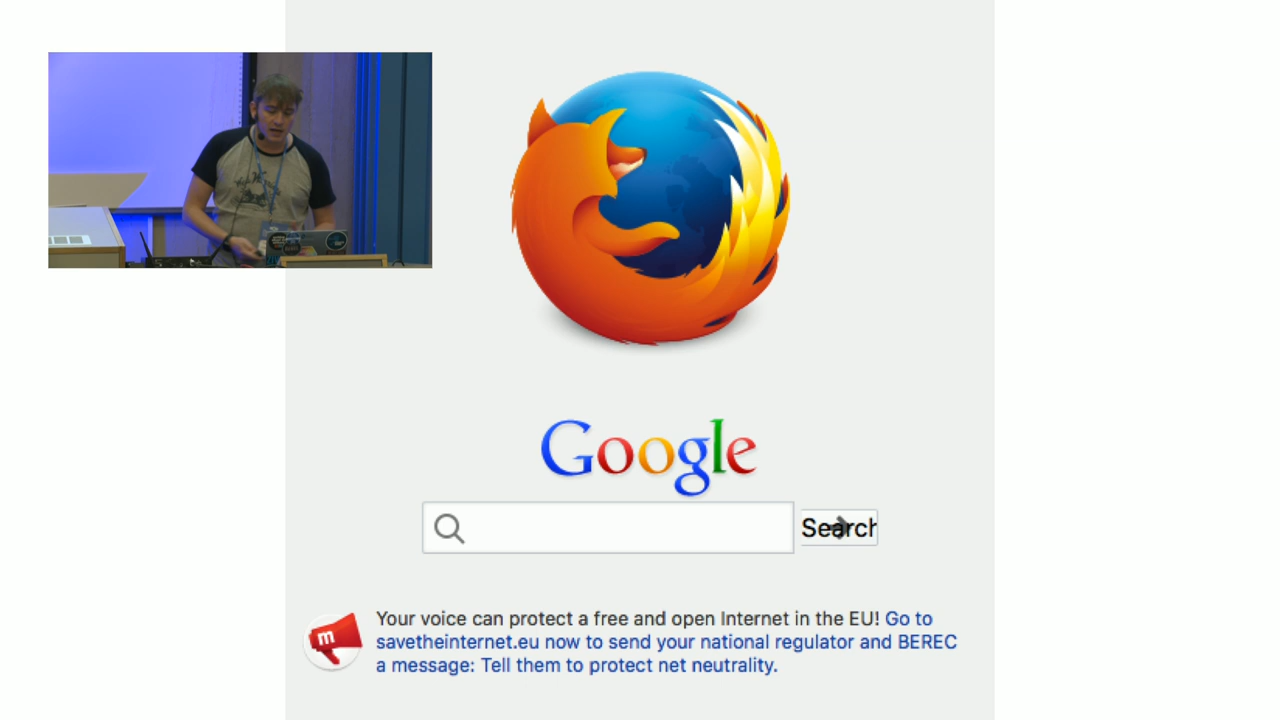 Google
Search
m
Your voice can protect a free and open Internet in the EU! Go to
savetheinternet.eu now to send your national regulator and BEREC
a message: Tell them to protect net neutrality.